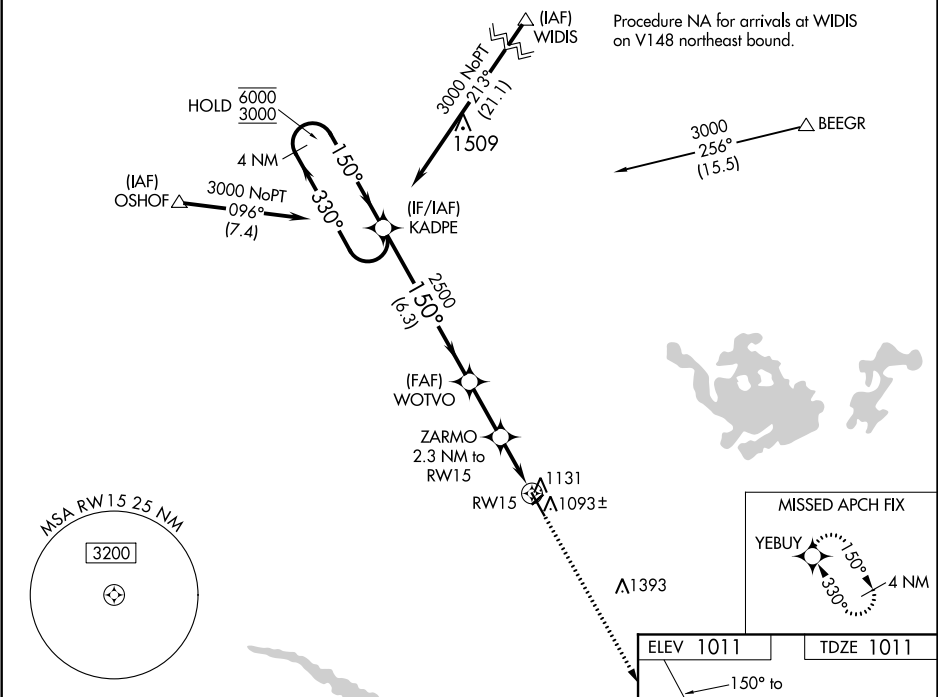 (IAF)
WIDIS
Procedure NA for arrivals at WIDIS
on V148 northeast bound.
3000 NoPT
213°
(21.1)
1509
HOLD 6000
3000
4 NM
150°
330°
3000
256°
(15.5)
BEEGR
(IAF)
OSHOF
3000 NoPT
096°
(7.4)
(IF/IAF)
KADPE
2500
150°
(6.3)
(FAF)
WOTVO
ZARMO
2.3 NM to
RW15
RW15
1131
1093±
1393
MSA RW15 25 NM
3200
MISSED APCH FIX
YEBUY
150°
330°
4 NM
ELEV 1011
TDZE 1011
150° to